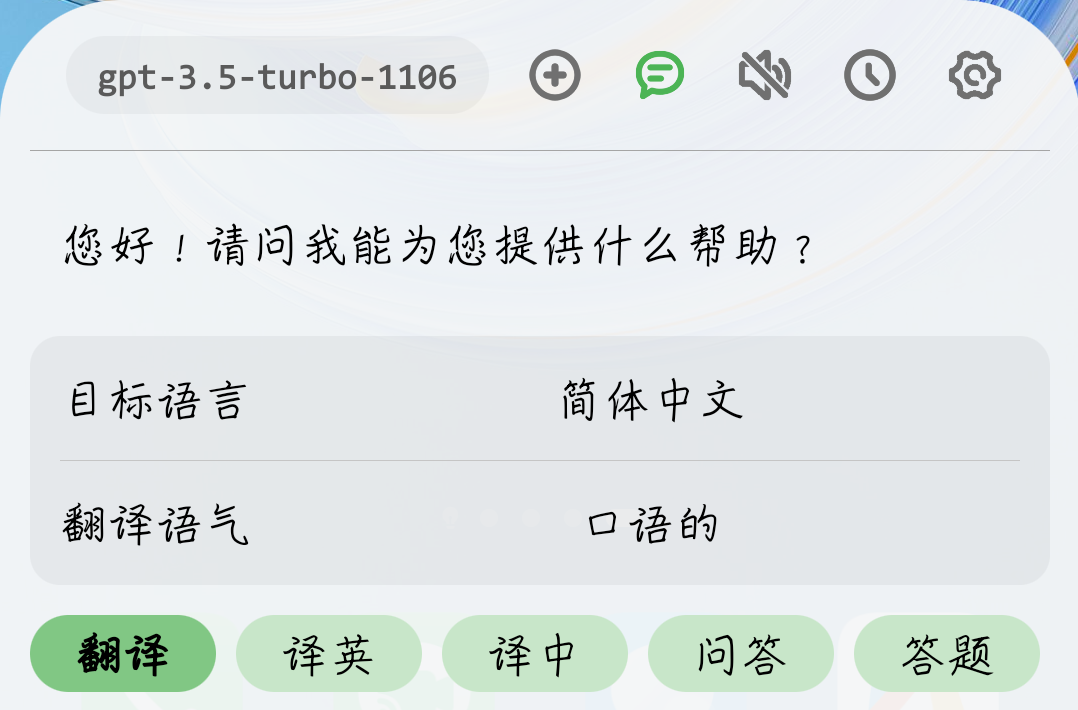 gpt-3.5-turbo-1106
您好！请问我能为您提供什么帮助？
目标语言 简体中文
翻译语气 口语的
翻译 译英 译中 问答 答题